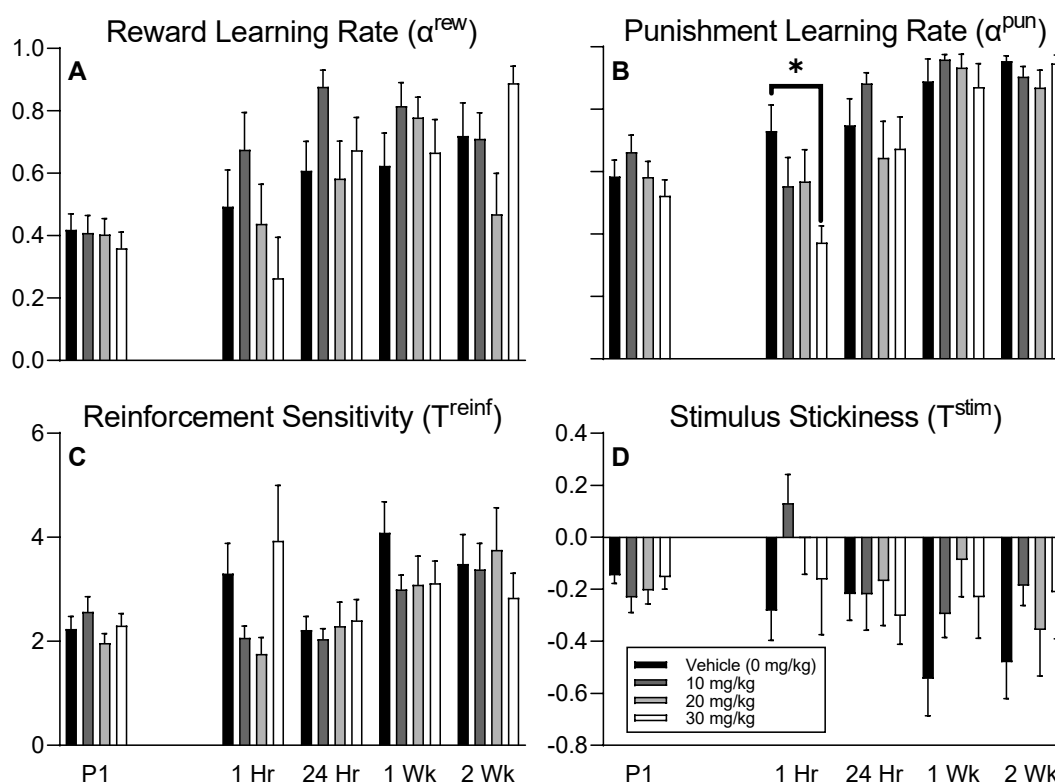 Reward Learning Rate (α^rew)
Punishment Learning Rate (α^pun)
A
B
*
1.0
0.8
0.6
0.4
0.2
0.0
Reinforcement Sensitivity (T^reinf)
Stimulus Stickiness (T^stim)
C
D
6
4
2
0
0.4
0.2
0.0
-0.2
-0.4
-0.6
-0.8
Vehicle (0 mg/kg)
10 mg/kg
20 mg/kg
30 mg/kg
P1 1 Hr 24 Hr 1 Wk 2 Wk
P1 1 Hr 24 Hr 1 Wk 2 Wk